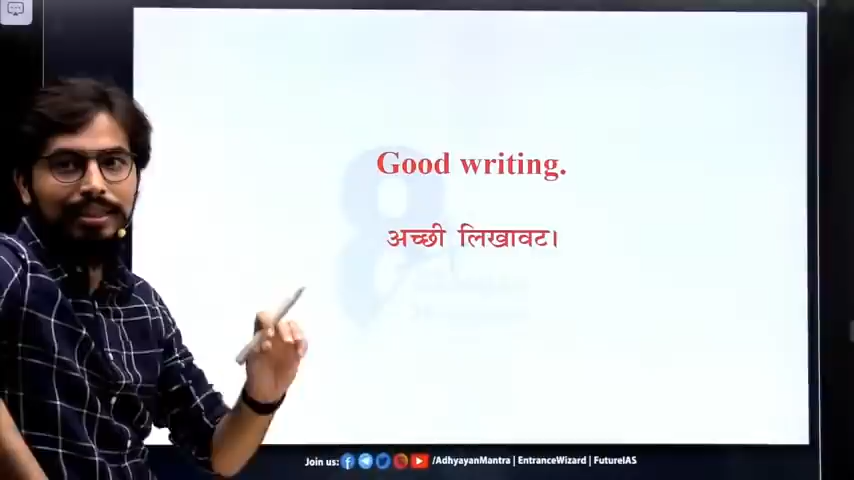 Good writing.
अच्छी लिखावट।
Join us: /AdhyayanMantra | EntranceWizard | FutureIAS